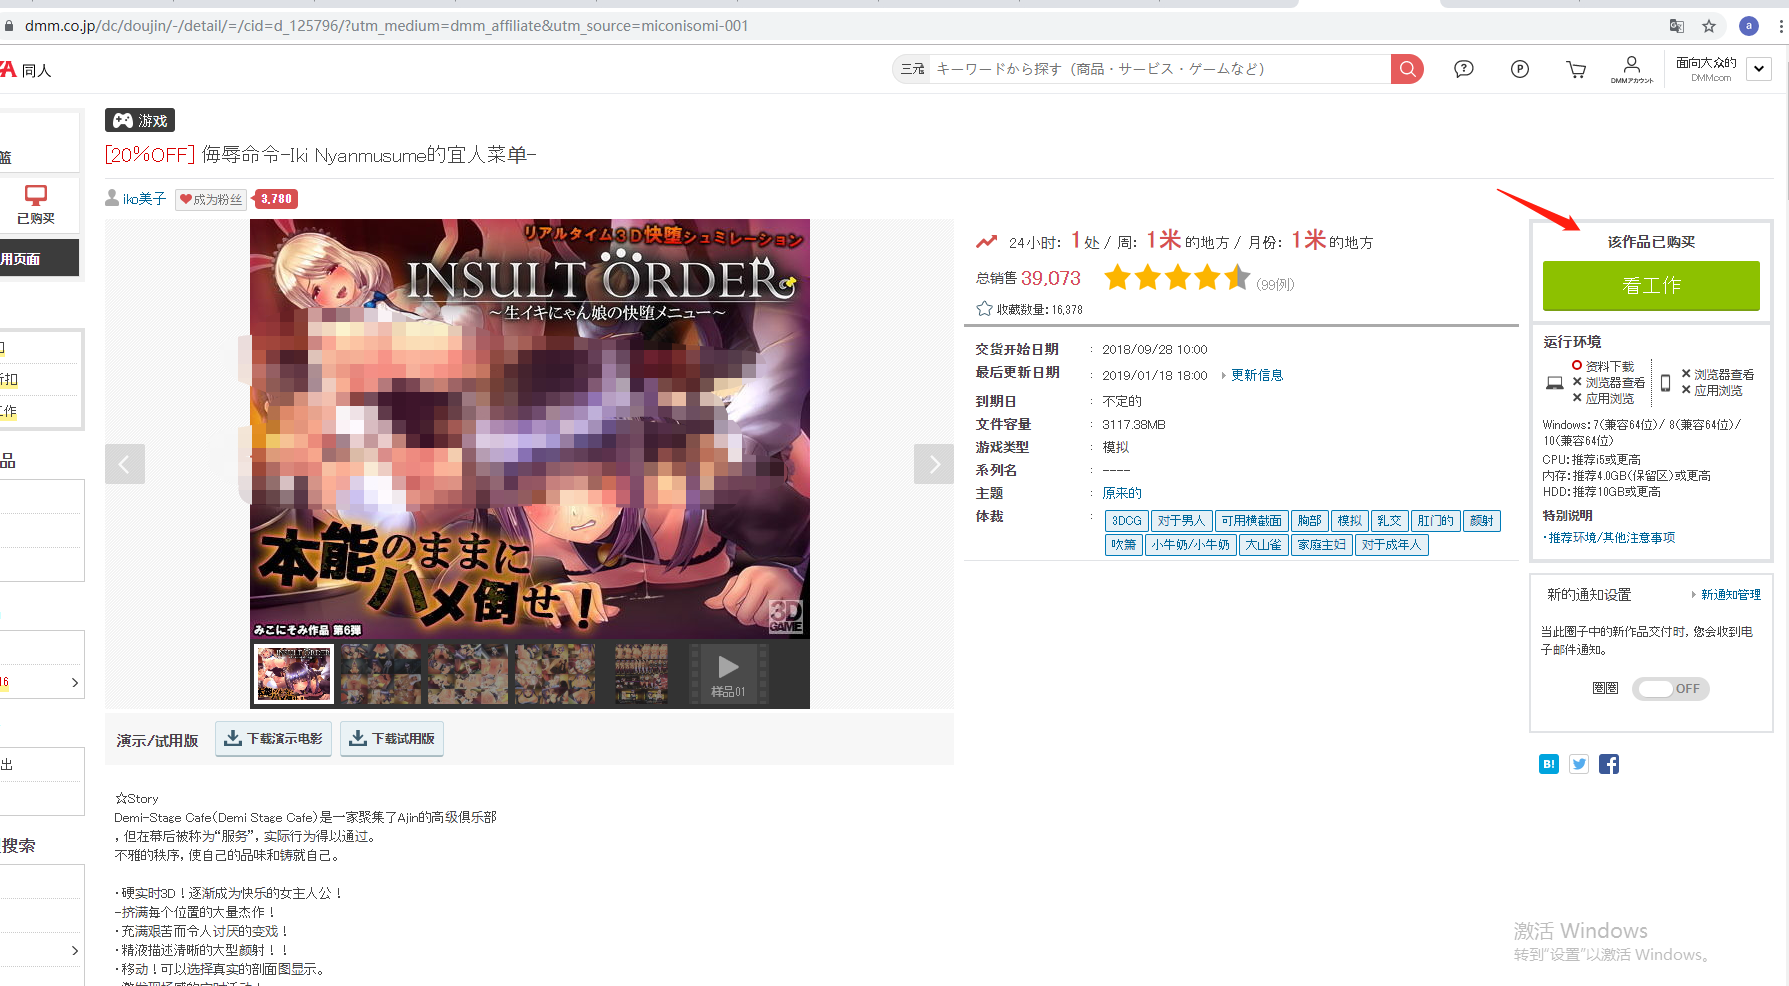 dmm.co.jp/dc/doujin/-/detail/=/cid=d_125796/?utm_medium=dmm_affiliate&utm_source=miconisomi-001
a
同人
三元
キーワードから探す（商品・サービス・ゲームなど）
DMMアカウント
面向大众的
DMM.com
篮
已购买
用页面
游戏
[20%OFF] 侮辱命令-Iki Nyanmusume的宜人菜单-
iko美子
成为粉丝
3,780
リアルタイム3D快堕シュミレーション
INSULT ORDER
～生イキにゃん娘の快堕メニュー～
本能のままに
ハメ倒せ！
みこにそみ作品 第6弾
3D
GAME
样品01
24小时: 1处 / 周: 1米的地方 / 月份: 1米的地方
总销售 39,073
(99例)
收藏数量: 16,378
交货开始日期 : 2018/09/28 10:00
最后更新日期 : 2019/01/18 18:00 更新信息
到期日 : 不定的
文件容量 : 3117.38MB
游戏类型 : 模拟
系列名 : ----
主题 : 原来的
体裁 : 3DCG 对于男人 可用横截面 胸部 模拟 乳交 肛门的 颜射
吹箫 小牛奶/小牛奶 大山雀 家庭主妇 对于成年人
该作品已购买
看工作
运行环境
资料下载
浏览器查看
应用浏览
浏览器查看
应用浏览
Windows: 7(兼容64位) / 8(兼容64位) /
10(兼容64位)
CPU: 推荐i5或更高
内存: 推荐4.0GB(保留区)或更高
HDD: 推荐10GB或更高
特别说明
·推荐环境/其他注意事项
新的通知设置
新通知管理
当此圈子中的新作品交付时, 您会收到电
子邮件通知。
圈圈
OFF
B!
折扣
工作
品
16
出
搜索
演示/试用版
下载演示电影
下载试用版
☆Story
Demi-Stage Cafe(Demi Stage Cafe)是一家聚集了Ajin的高级俱乐部
, 但在幕后被称为“服务”, 实际行为得以通过。
不雅的秩序, 使自己的品味和铸就自己。
·硬实时3D！逐渐成为快乐的女主人公！
-挤满每个位置的大量杰作！
·充满艰苦而令人讨厌的变戏！
·精液描述清晰的大型颜射！！
·移动！可以选择真实的剖面图显示。
激活 Windows
转到“设置”以激活 Windows。